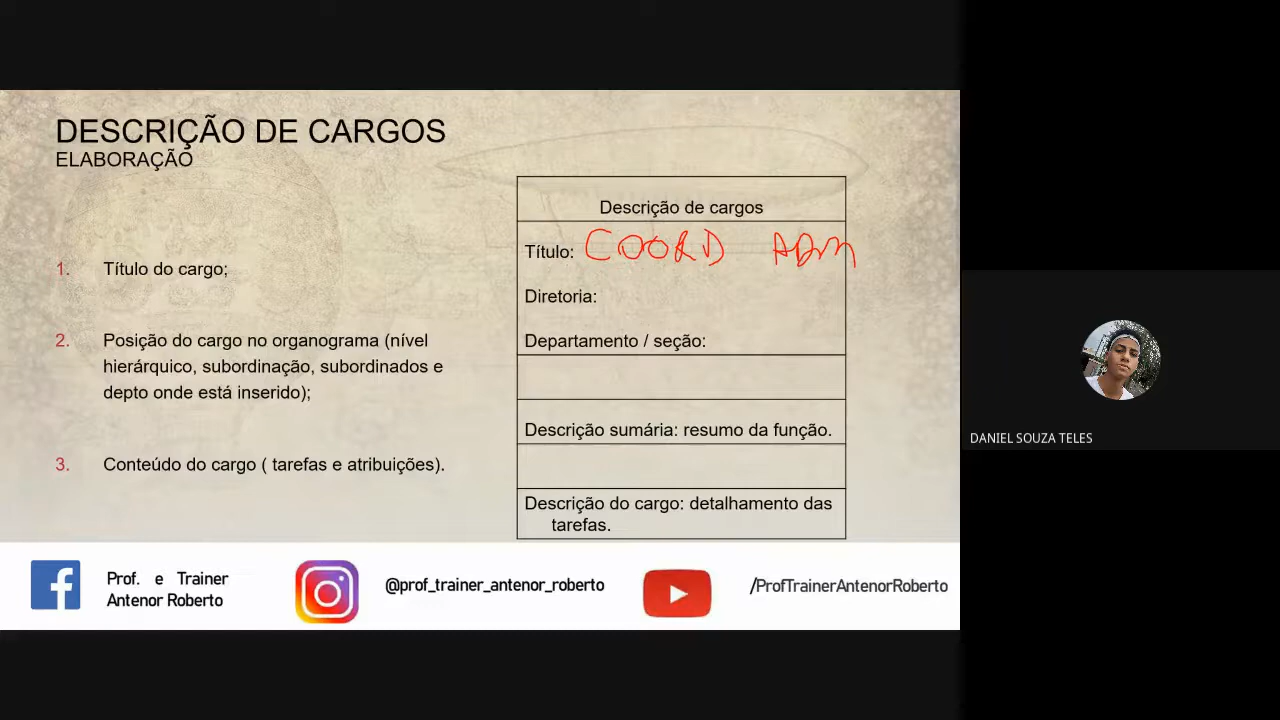 DESCRIÇÃO DE CARGOS
ELABORAÇÃO
1. Título do cargo;
2. Posição do cargo no organograma (nível
hierárquico, subordinação, subordinados e
depto onde está inserido);
3. Conteúdo do cargo ( tarefas e atribuições).
Descrição de cargos
Título: COORD ADM
Diretoria:
Departamento / seção:
Descrição sumária: resumo da função.
Descrição do cargo: detalhamento das
tarefas.
Prof. e Trainer
Antenor Roberto
@prof_trainer_antenor_roberto
/ProfTrainerAntenorRoberto
DANIEL SOUZA TELES